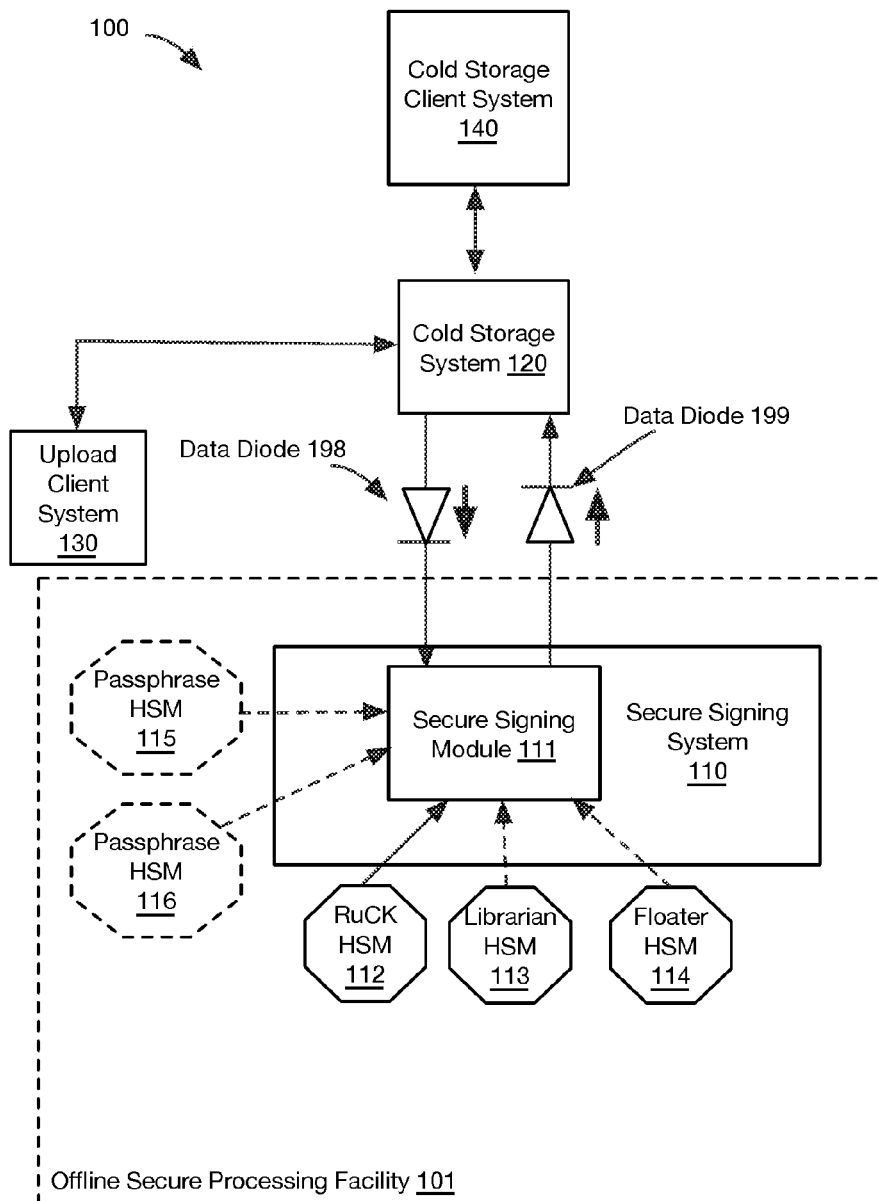 100
Cold Storage
Client System
140
Cold Storage
System 120
Data Diode 199
Data Diode 198
Upload
Client
System
130
Passphrase
HSM
115
Secure Signing
Module 111
Secure Signing
System
110
Passphrase
HSM
116
RuCK
HSM
112
Librarian
HSM
113
Floater
HSM
114
Offline Secure Processing Facility 101